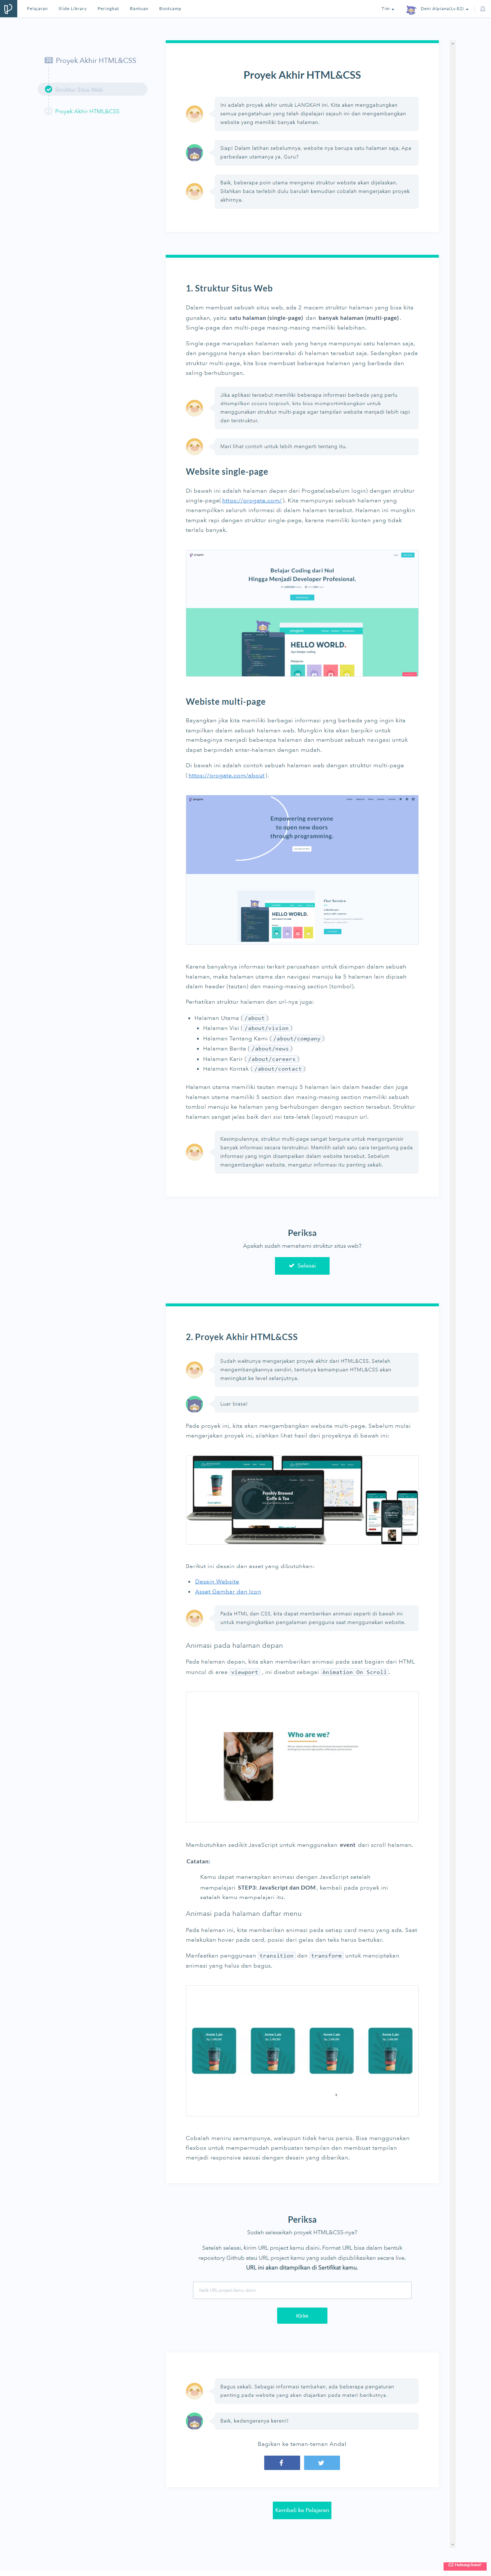 Pelajaran Slide Library Peringkat Bantuan Bootcamp Tim Deni Alpiana(Lv.52)
Proyek Akhir HTML&CSS
Struktur Situs Web
Proyek Akhir HTML&CSS
Proyek Akhir HTML&CSS
Ini adalah proyek akhir untuk LANGKAH ini. Kita akan menggabungkan
semua pengetahuan yang telah dipelajari sejauh ini dan mengembangkan
website yang memiliki banyak halaman.
Siap! Dalam latihan sebelumnya, website nya berupa satu halaman saja. Apa
perbedaan utamanya ya, Guru?
Baik, beberapa poin utama mengenai struktur website akan dijelaskan.
Silahkan baca terlebih dulu barulah kemudian cobalah mengerjakan proyek
akhirnya.
1. Struktur Situs Web
Dalam membuat sebuah situs web, ada 2 macam struktur halaman yang bisa kita
gunakan, yaitu satu halaman (single-page) dan banyak halaman (multi-page).
Single-page dan multi-page masing-masing memiliki kelebihan.
Single-page merupakan halaman web yang hanya mempunyai satu halaman saja,
dan pengguna hanya akan berinteraksi di halaman tersebut saja. Sedangkan pada
struktur multi-page, kita bisa membuat beberapa halaman yang berbeda dan
saling berhubungan.
Jika aplikasi tersebut memiliki beberapa informasi berbeda yang perlu
ditampilkan secara terpisah, kita bisa mempertimbangkan untuk
menggunakan struktur multi-page agar tampilan website menjadi lebih rapi
dan terstruktur.
Mari lihat contoh untuk lebih mengerti tentang itu.
Website single-page
Di bawah ini adalah halaman depan dari Progate(sebelum login) dengan struktur
single-page(https://progate.com/). Kita mempunyai sebuah halaman yang
menampilkan seluruh informasi di dalam halaman tersebut. Halaman ini mungkin
tampak rapi dengan struktur single-page, karena memiliki konten yang tidak
terlalu banyak.
progate
Belajar Coding dari Nol
Hingga Menjadi Developer Profesional.
progate
HELLO WORLD.
Webiste multi-page
Bayangkan jika kita memiliki berbagai informasi yang berbeda yang ingin kita
tampilkan dalam sebuah halaman web. Mungkin kita akan berpikir untuk
membaginya menjadi beberapa halaman dan membuat sebuah navigasi untuk
dapat berpindah antar-halaman dengan mudah.
Di bawah ini adalah contoh sebuah halaman web dengan struktur multi-page
(https://progate.com/about).
progate
Empowering everyone
to open new doors
through programming.
Our Service
HELLO WORLD.
Karena banyaknya informasi terkait perusahaan untuk disimpan dalam sebuah
halaman, maka halaman utama dan navigasi menuju ke 5 halaman lain dipisah
dalam header (tautan) dan masing-masing section (tombol).
Perhatikan struktur halaman dan url-nya juga:
• Halaman Utama ( /about )
• Halaman Visi ( /about/vision )
• Halaman Tentang Kami ( /about/company )
• Halaman Berita ( /about/news )
• Halaman Karir ( /about/careers )
• Halaman Kontak ( /about/contact )
Halaman utama memiliki tautan menuju 5 halaman lain dalam header dan juga
halaman utama memiliki 5 section dan masing-masing section memiliki sebuah
tombol menuju ke halaman yang berhubungan dengan section tersebut. Struktur
halaman sangat jelas baik dari sisi tata-letak (layout) maupun url.
Kesimpulannya, struktur multi-page sangat berguna untuk mengorganisir
banyak informasi secara terstruktur. Memilih salah satu cara tergantung pada
informasi yang ingin disampaikan dalam website tersebut. Sebelum
mengembangkan website, mengatur informasi itu penting sekali.
Periksa
Apakah sudah memahami struktur situs web?
Selesai
2. Proyek Akhir HTML&CSS
Sudah waktunya mengerjakan proyek akhir dari HTML&CSS. Setelah
mengembangkannya sendiri, tentunya kemampuan HTML&CSS akan
meningkat ke level selanjutnya.
Luar biasa!
Pada proyek ini, kita akan mengembangkan website multi-page. Sebelum mulai
mengerjakan proyek ini, silahkan lihat hasil dari proyeknya di bawah ini:
Freshly Brewed
Coffe & Tea
Berikut ini desain dan asset yang dibutuhkan:
• Desain Website
• Asset Gambar dan Icon
Pada HTML dan CSS, kita dapat memberikan animasi seperti di bawah ini
untuk mengingkatkan pengalaman pengguna saat menggunakan website.
Animasi pada halaman depan
Pada halaman depan, kita akan memberikan animasi pada saat bagian dari HTML
muncul di area viewport , ini disebut sebagai Animation On Scroll .
Who are we?
Membutuhkan sedikit JavaScript untuk menggunakan event dari scroll halaman.
Catatan:
Kamu dapat menerapkan animasi dengan JavaScript setelah
mempelajari STEP3: JavaScript dan DOM, kembali pada proyek ini
setelah kamu mempelajari itu.
Animasi pada halaman daftar menu
Pada halaman ini, kita memberikan animasi pada setiap card menu yang ada. Saat
melakukan hover pada card, posisi dari gelas dan teks harus bertukar.
Manfaatkan penggunaan transition dan transform untuk menciptakan
animasi yang halus dan bagus.
Cobalah meniru semampunya, walaupun tidak harus persis. Bisa menggunakan
flexbox untuk mempermudah pembuatan tampilan dan membuat tampilan
menjadi responsive sesuai dengan desain yang diberikan.
Periksa
Sudah selesaikah proyek HTML&CSS-nya?
Setelah selesai, kirim URL project kamu disini. Format URL bisa dalam bentuk
repository Github atau URL project kamu yang sudah dipublikasikan secara live.
URL ini akan ditampilkan di Sertifikat kamu.
Kirim
Bagus sekali. Sebagai informasi tambahan, ada beberapa pengaturan
penting pada website yang akan diajarkan pada materi berikutnya.
Baik, kedengeranya keren!!
Bagikan ke teman-teman Anda!
Kembali ke Pelajaran
Hubungi kami!